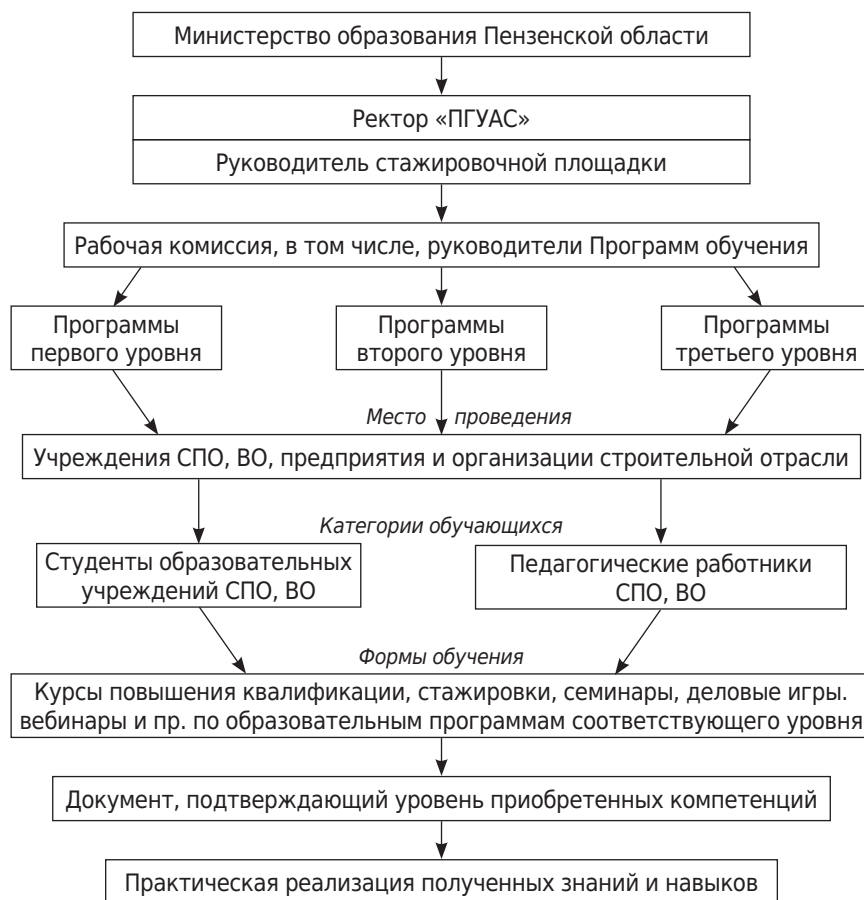 Министерство образования Пензенской области
Ректор «ПГУАС»
Руководитель стажировочной площадки
Рабочая комиссия, в том числе, руководители Программ обучения
Программы
первого уровня
Программы
второго уровня
Программы
третьего уровня
Место проведения
Учреждения СПО, ВО, предприятия и организации строительной отрасли
Категории обучающихся
Студенты образовательных
учреждений СПО, ВО
Педагогические работники
СПО, ВО
Формы обучения
Курсы повышения квалификации, стажировки, семинары, деловые игры.
вебинары и пр. по образовательным программам соответствующего уровня
Документ, подтверждающий уровень приобретенных компетенций
Практическая реализация полученных знаний и навыков